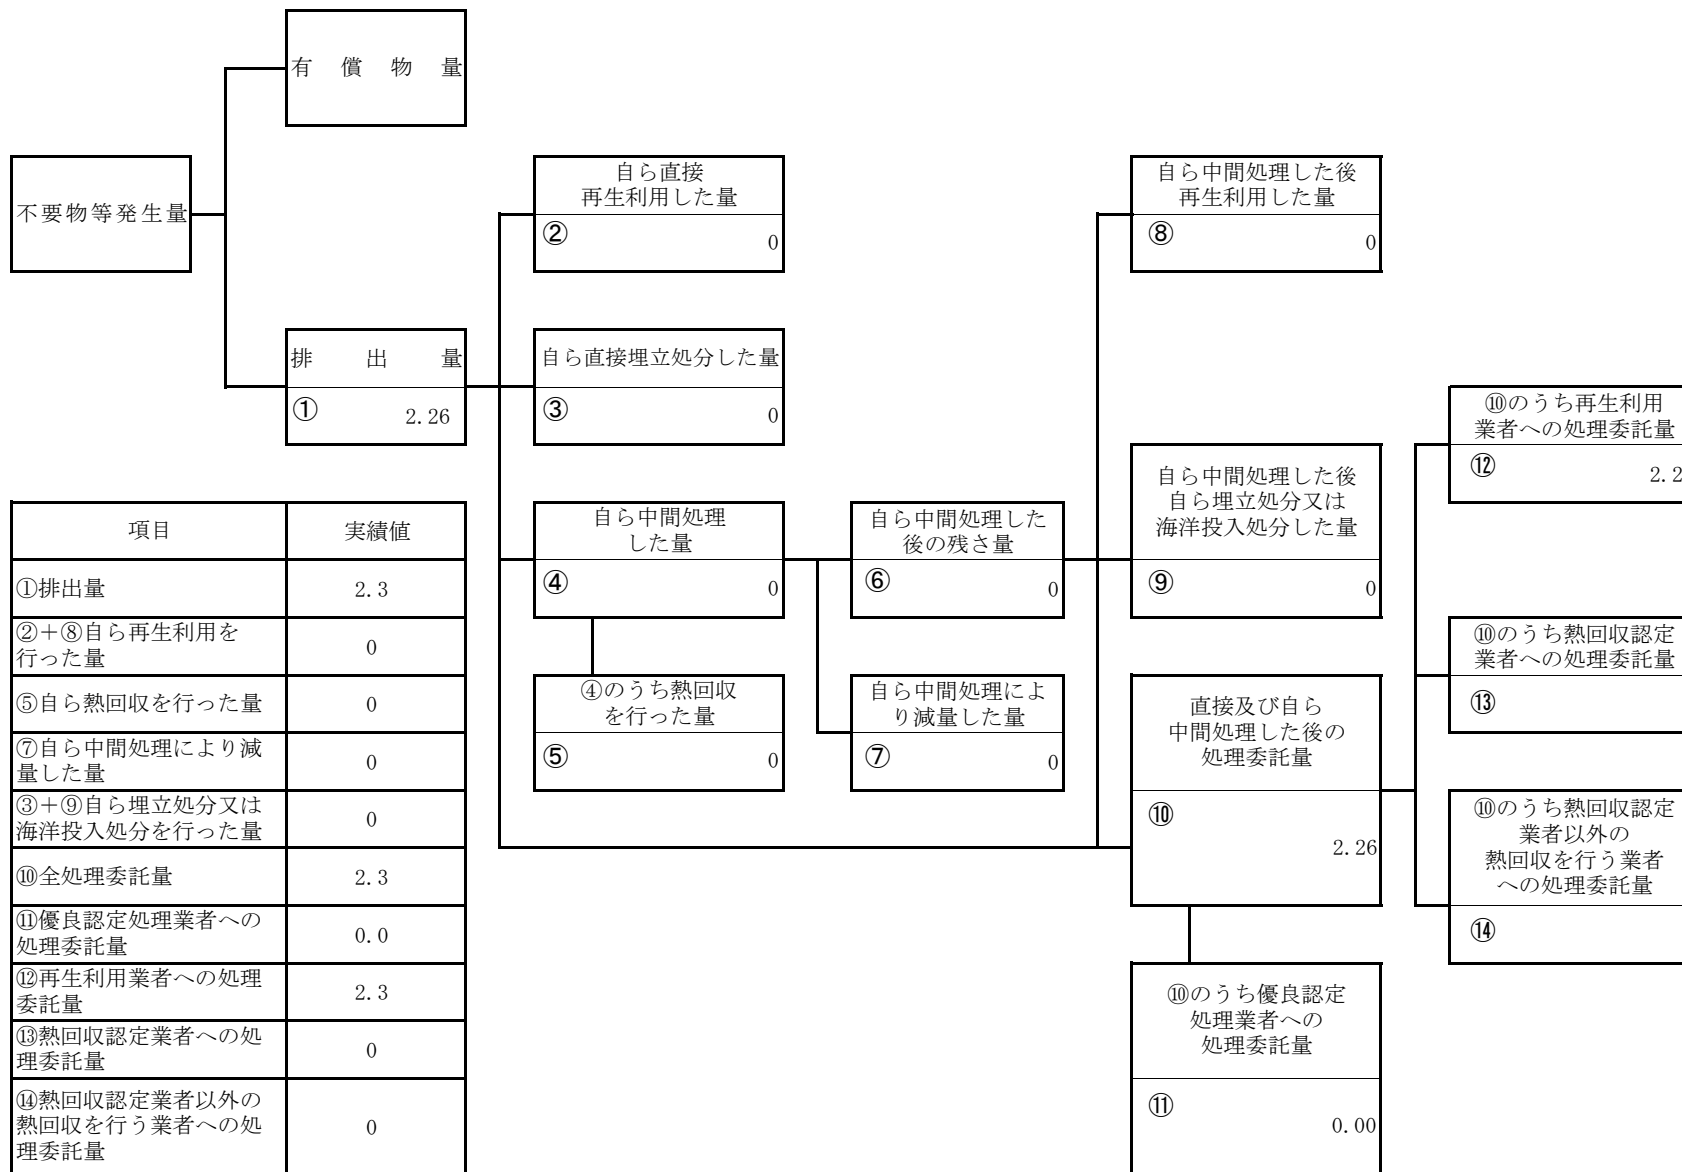 有償物量
不要物等発生量
排出量
① 2.26
自ら直接
再生利用した量
② 0
自ら直接埋立処分した量
③ 0
自ら中間処理
した量
④ 0
④のうち熱回収
を行った量
⑤ 0
自ら中間処理した
後の残さ量
⑥ 0
自ら中間処理によ
り減量した量
⑦ 0
自ら中間処理した後
再生利用した量
⑧ 0
自ら中間処理した後
自ら埋立処分又は
海洋投入処分した量
⑨ 0
直接及び自ら
中間処理した後の
処理委託量
⑩
2.26
⑩のうち優良認定
処理業者への
処理委託量
⑪
0.00
⑩のうち再生利用
業者への処理委託量
⑫ 2.2
⑩のうち熱回収認定
業者への処理委託量
⑬
⑩のうち熱回収認定
業者以外の
熱回収を行う業者
への処理委託量
⑭
項目 実績値
①排出量 2.3
②+⑧自ら再生利用を
行った量 0
⑤自ら熱回収を行った量 0
⑦自ら中間処理により減
量した量 0
③+⑨自ら埋立処分又は
海洋投入処分を行った量 0
⑩全処理委託量 2.3
⑪優良認定処理業者への
処理委託量 0.0
⑫再生利用業者への処理
委託量 2.3
⑬熱回収認定業者への処
理委託量 0
⑭熱回収認定業者以外の
熱回収を行う業者への処
理委託量 0